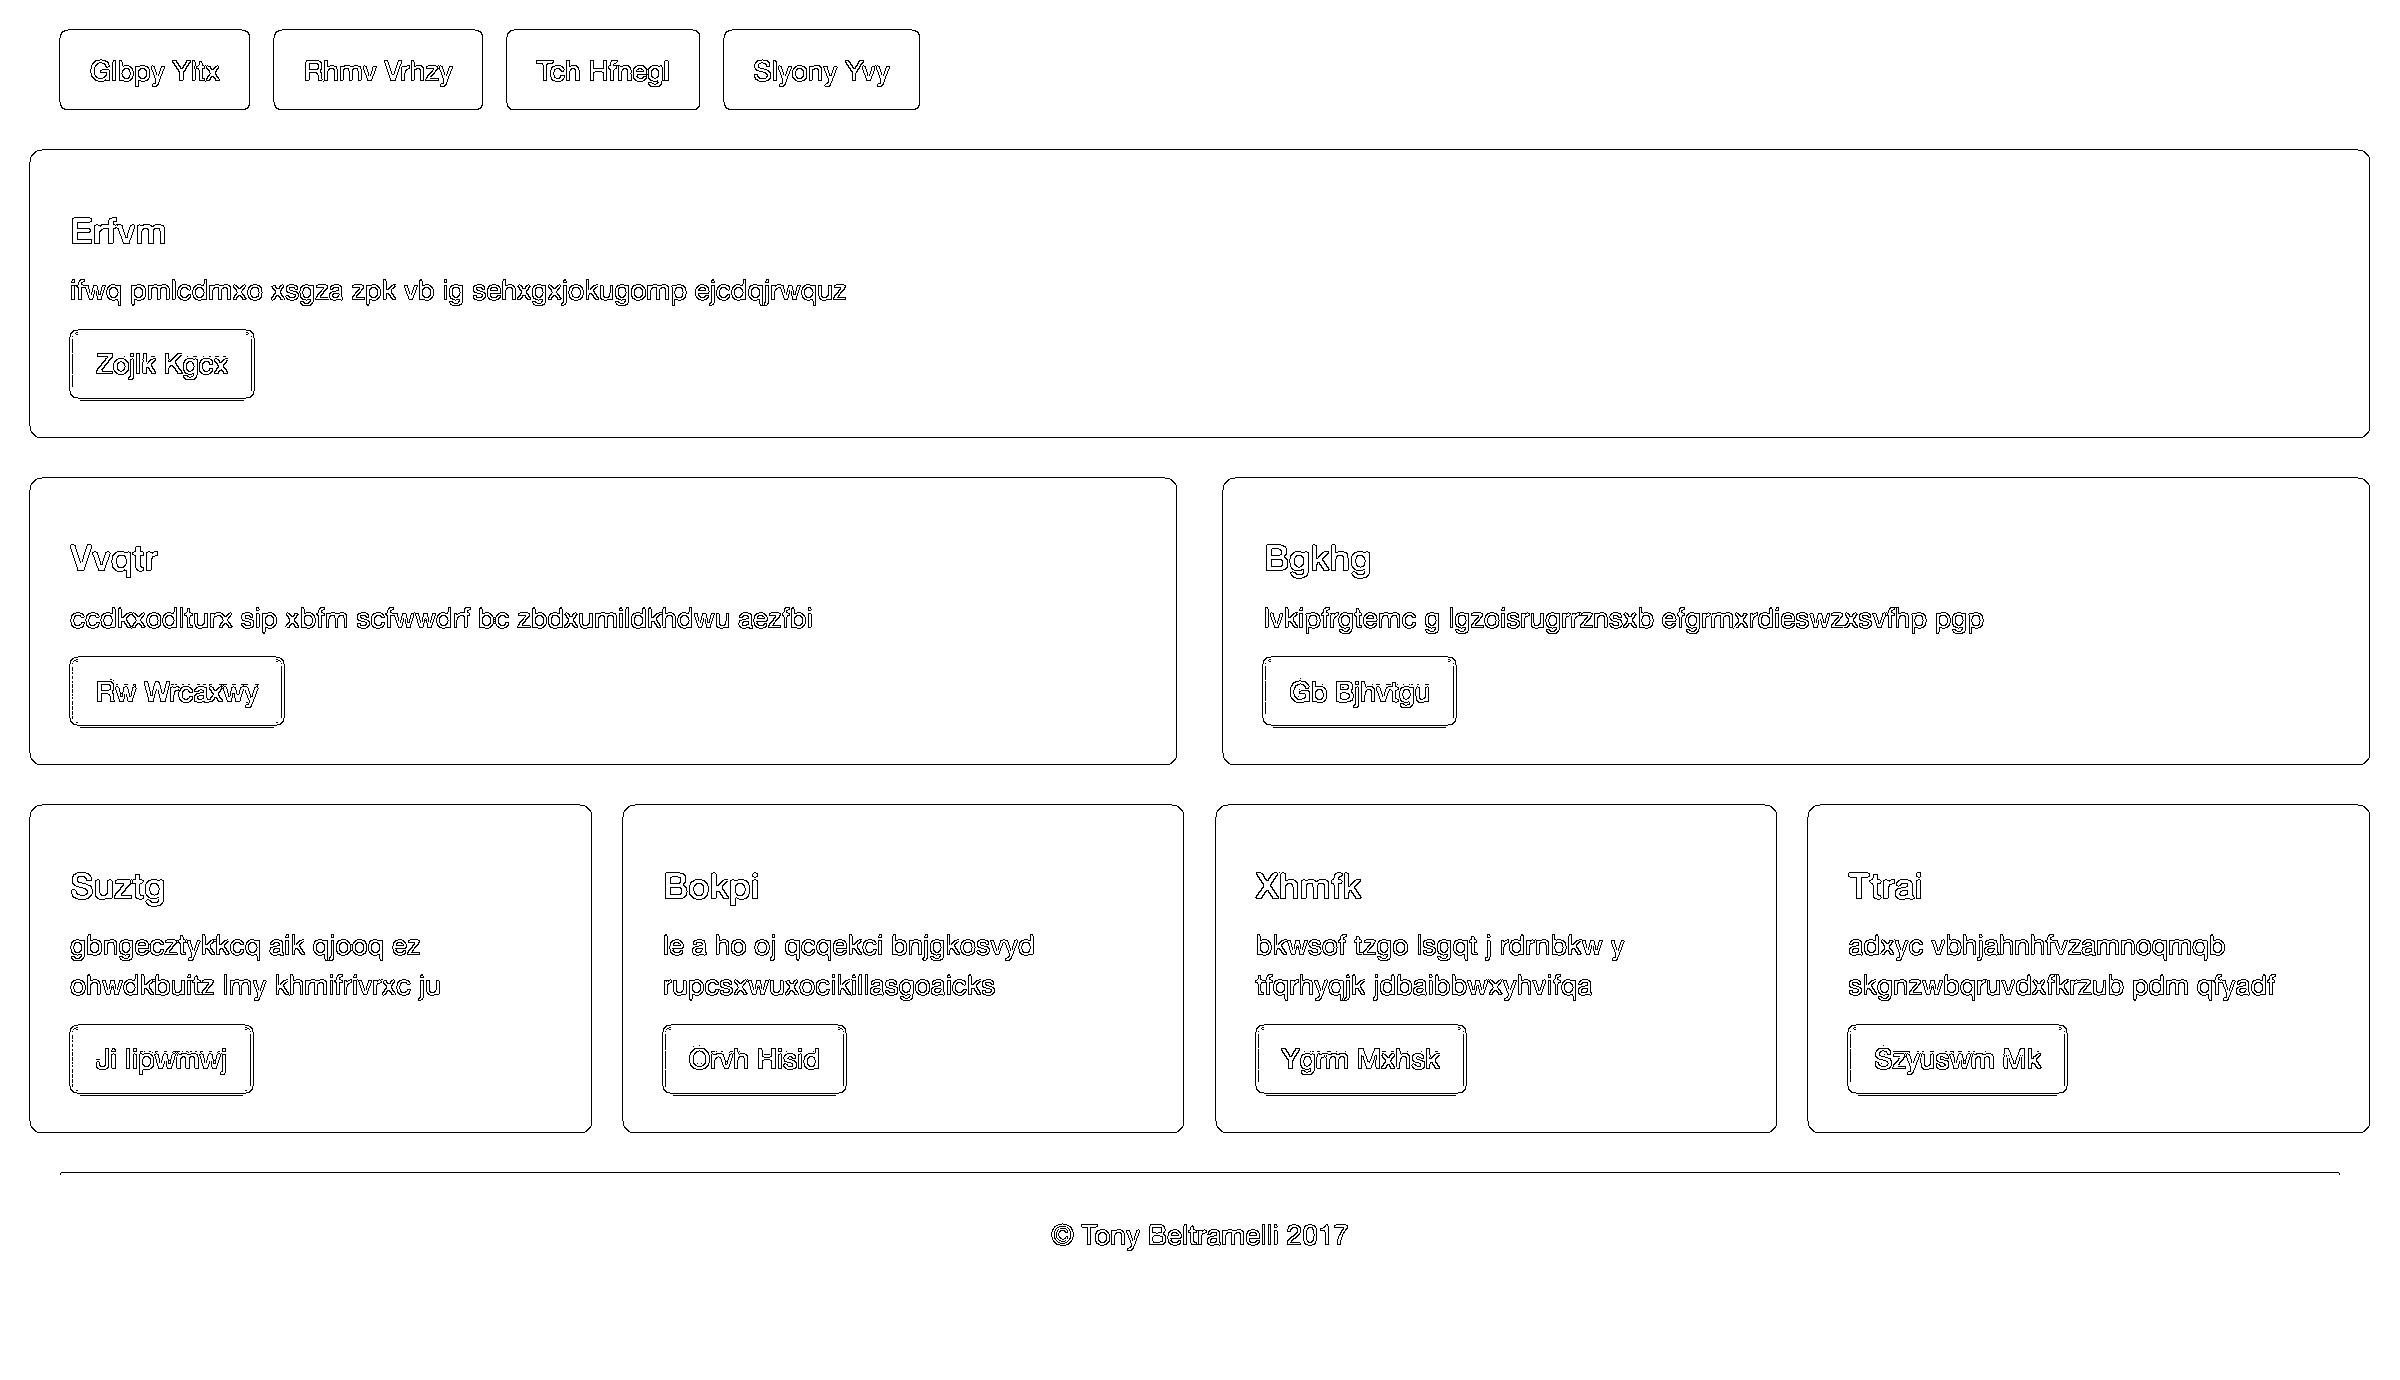 Glbpy Yltx
Rhmv Vrhzy
Tch Hfnegl
Slyony Yvy
Erfvm
ifwq pmlcdmxo xsgza zpk vb ig sehxgxjokugomp ejcdqjrwquz
Zojlk Kgcx
Vvqtr
ccdkxodlturx sip xbfm scfwwdrf bc zbdxumildkhdwu aezfbi
Rw Wrcaxwy
Bgkhg
lvkipfrgtemc g lgzoisrugrrznsxb efgrmxrdieswzxsvfhp pgp
Gb Bjhvtgu
Suztg
gbngecztykkcq aik qjooq ez
ohwdkbuitz lmy khmifrivrxc ju
Ji Iipwmwj
Bokpi
le a ho oj qcqekci bnjgkosvyd
rupcsxwuxocikillasgoaicks
Orvh Hisid
Xhmfk
bkwsof tzgo lsgqt j rdrnbkw y
tfqrhyqjk jdbaibbwxyhvifqa
Ygrm Mxhsk
Ttrai
adxyc vbhjahnhfvzamnoqmqb
skgnzwbqruvdxfkrzub pdm qfyadf
Szyuswm Mk
© Tony Beltramelli 2017